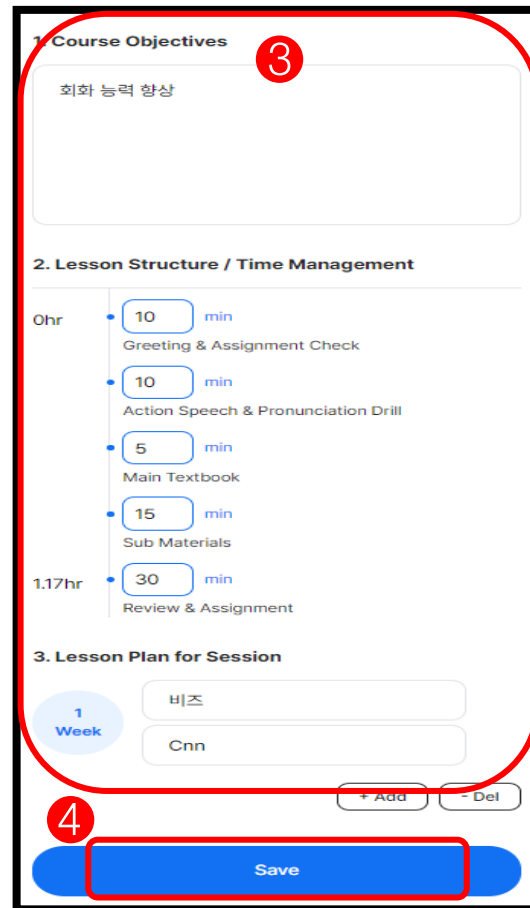 1. Course Objectives
3
회화 능력 향상
2. Lesson Structure / Time Management
0hr
10 min
Greeting & Assignment Check
10 min
Action Speech & Pronunciation Drill
5 min
Main Textbook
15 min
Sub Materials
1.17hr
30 min
Review & Assignment
3. Lesson Plan for Session
1
Week
비즈
Cnn
+ Add - Del
4
Save